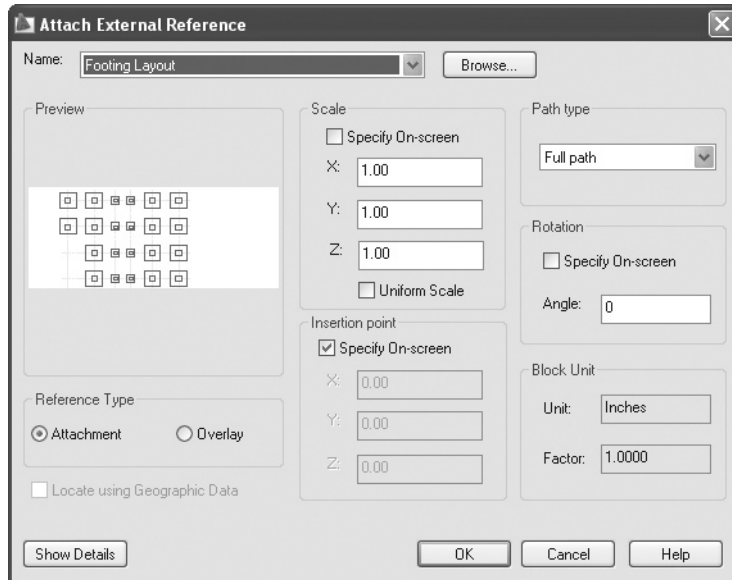 Attach External Reference
Name: Footing Layout Browse...
Preview
Reference Type
Attachment Overlay
Locate using Geographic Data
Show Details
Scale
Specify On-screen
X: 1.00
Y: 1.00
Z: 1.00
Uniform Scale
Insertion point
Specify On-screen
X: 0.00
Y: 0.00
Z: 0.00
Path type
Full path
Rotation
Specify On-screen
Angle: 0
Block Unit
Unit: Inches
Factor: 1.0000
OK Cancel Help